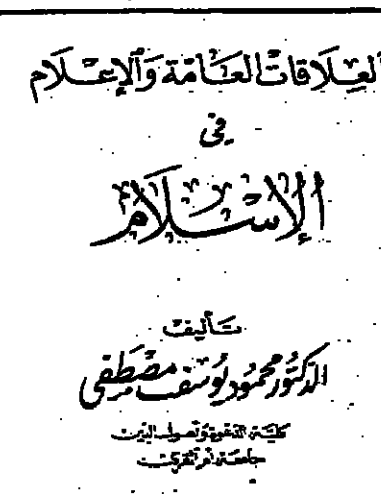 العلاقات العامة والإعلام
في
الإسلام
تأليف
الدكتور محمود يوسف مصطفى
كلية الدعوة وأصول الدين
جامعة أم القرى